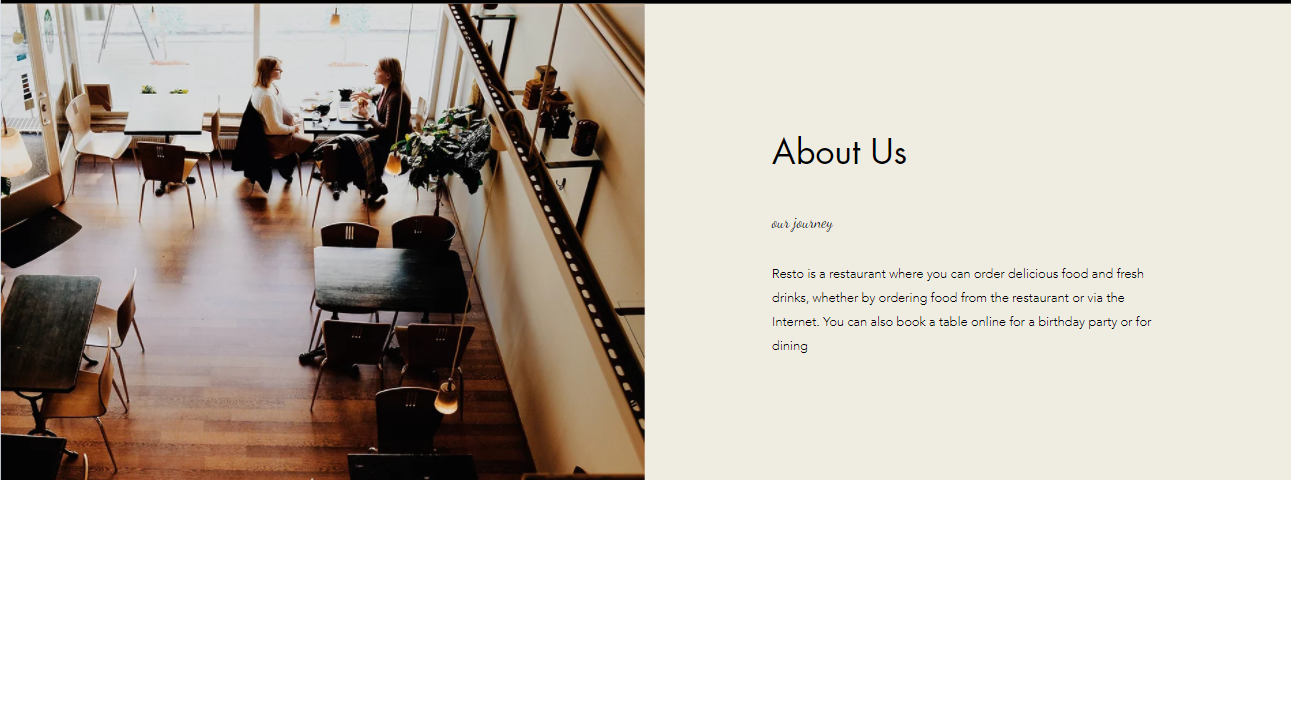 About Us
our journey
Resto is a restaurant where you can order delicious food and fresh
drinks, whether by ordering food from the restaurant or via the
Internet. You can also book a table online for a birthday party or for
dining